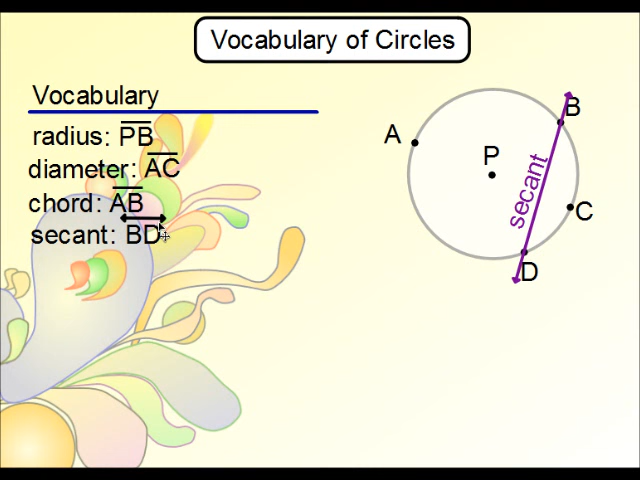 Vocabulary of Circles
Vocabulary
radius: PB
diameter: AC
chord: AB
secant: BD
A
B
P
secant
C
D